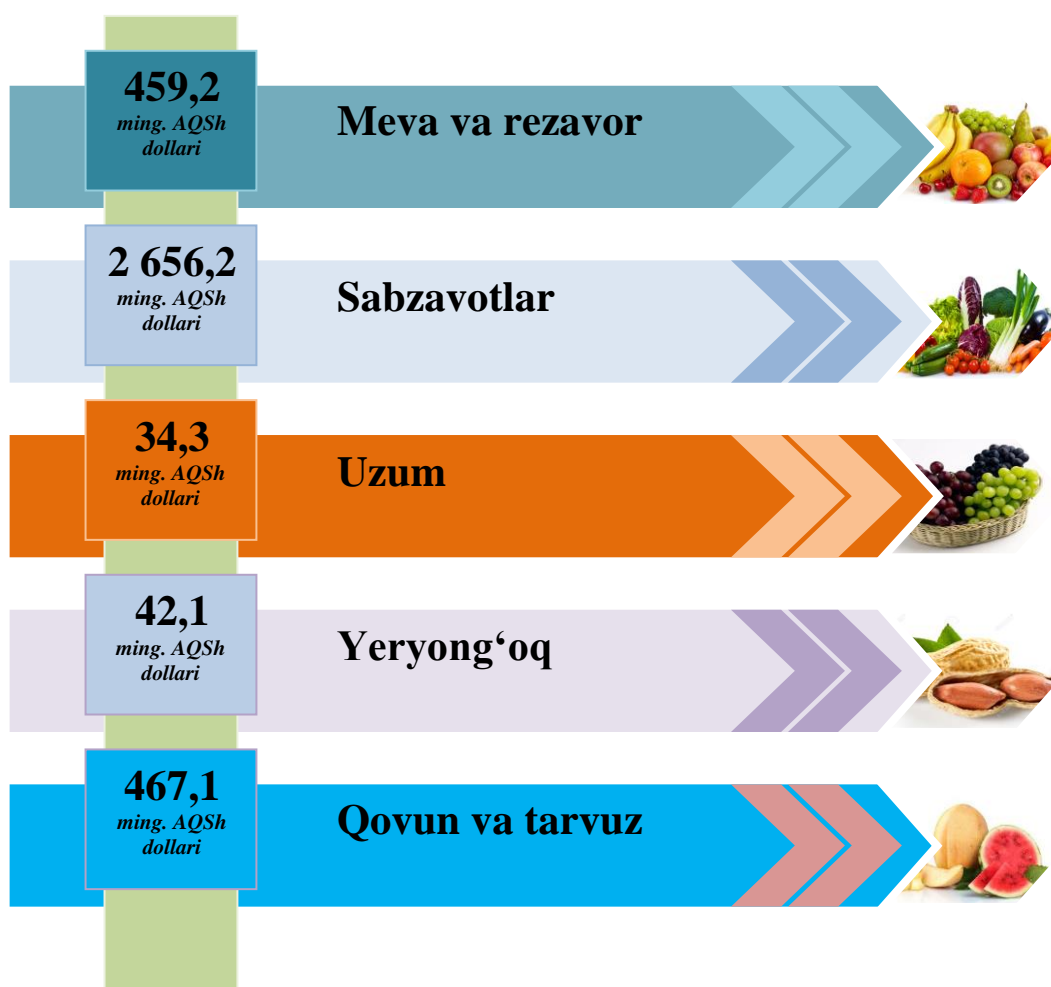 459,2
ming. AQSh
dollari
Meva va rezavor
2 656,2
ming. AQSh
dollari
Sabzavotlar
34,3
ming. AQSh
dollari
Uzum
42,1
ming. AQSh
dollari
Yeryong‘oq
467,1
ming. AQSh
dollari
Qovun va tarvuz